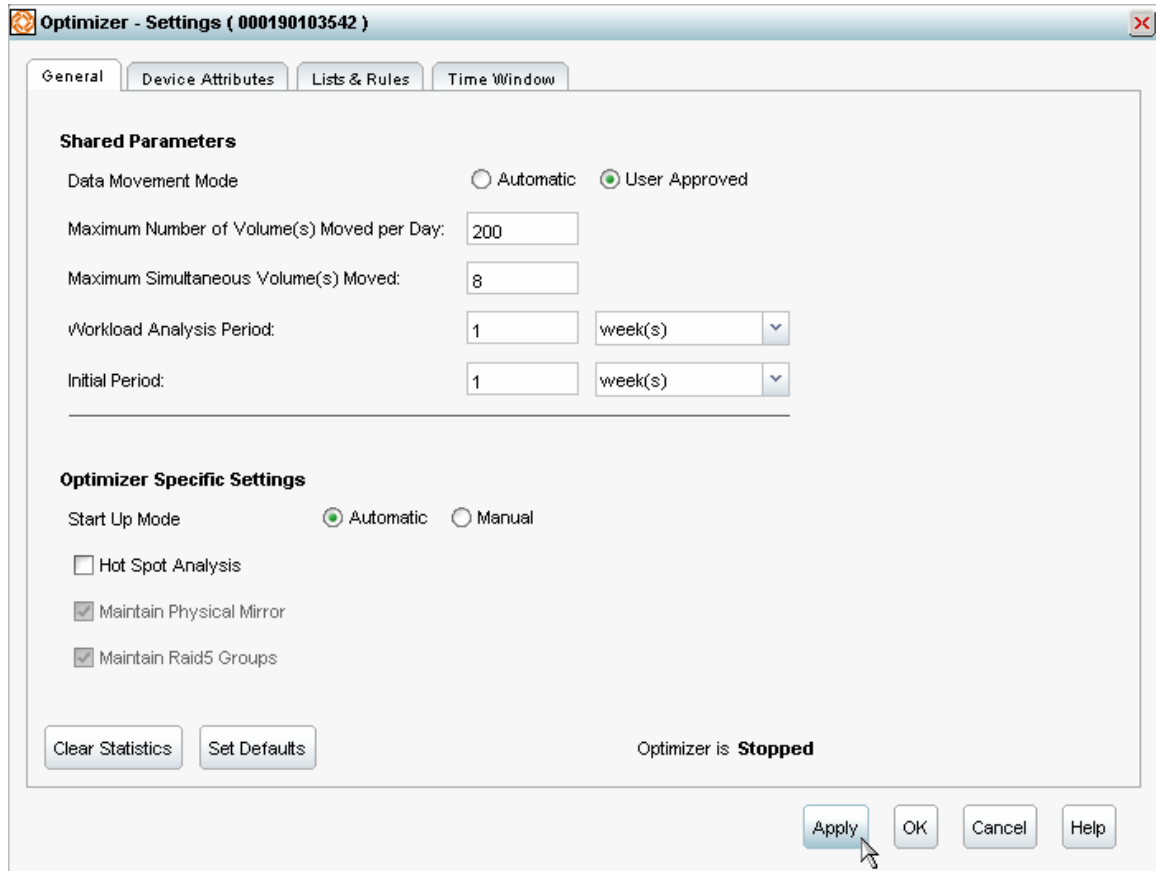 Optimizer - Settings ( 000190103542 )
General Device Attributes Lists & Rules Time Window
Shared Parameters
Data Movement Mode Automatic User Approved
Maximum Number of Volume(s) Moved per Day: 200
Maximum Simultaneous Volume(s) Moved: 8
Workload Analysis Period: 1 week(s)
Initial Period: 1 week(s)
Optimizer Specific Settings
Start Up Mode Automatic Manual
Hot Spot Analysis
Maintain Physical Mirror
Maintain Raid5 Groups
Clear Statistics Set Defaults Optimizer is Stopped
Apply OK Cancel Help